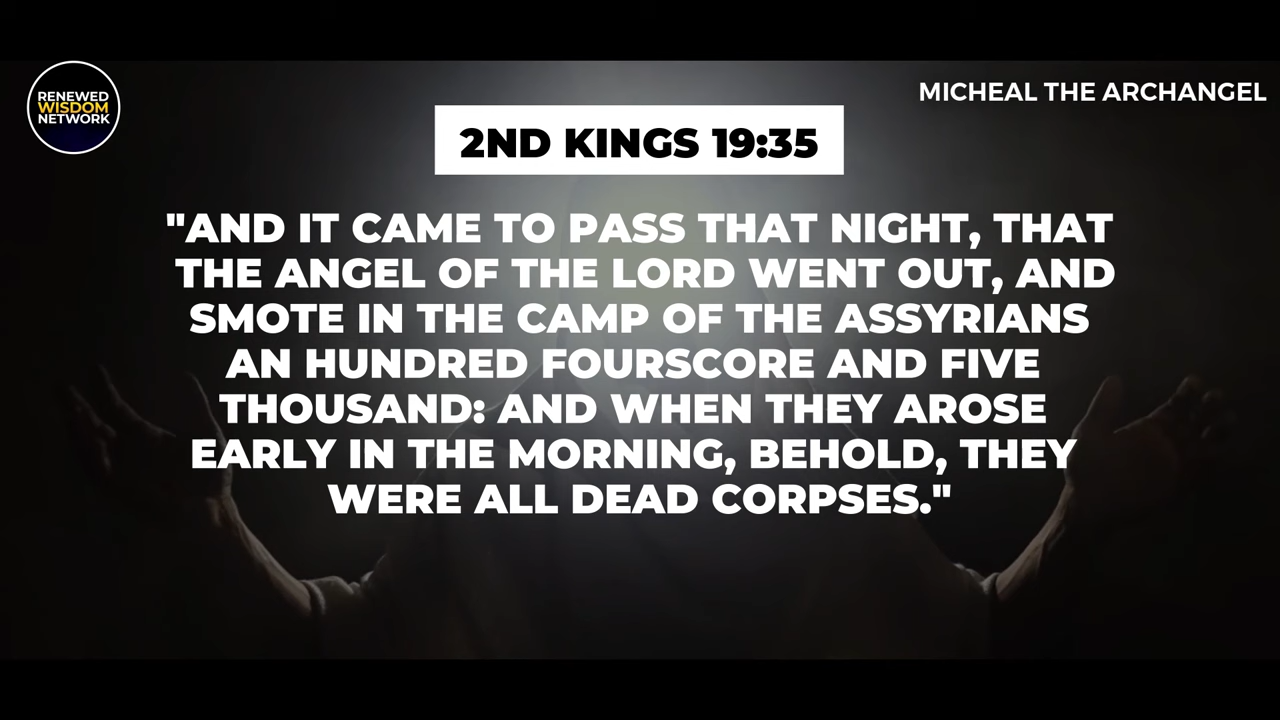 RENEWED
WISDOM
NETWORK
MICHEAL THE ARCHANGEL
2ND KINGS 19:35
"AND IT CAME TO PASS THAT NIGHT, THAT
THE ANGEL OF THE LORD WENT OUT, AND
SMOTE IN THE CAMP OF THE ASSYRIANS
AN HUNDRED FOURSCORE AND FIVE
THOUSAND: AND WHEN THEY AROSE
EARLY IN THE MORNING, BEHOLD, THEY
WERE ALL DEAD CORPSES."